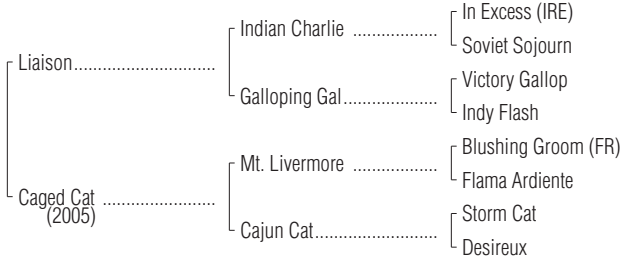 In Excess (IRE)
Indian Charlie ...................
Soviet Sojourn
Liaison..............................
Victory Gallop
Galloping Gal.....................
Indy Flash
Blushing Groom (FR)
Mt. Livermore ...................
Flama Ardiente
Caged Cat ........................
(2005)
Storm Cat
Cajun Cat...........................
Desireux